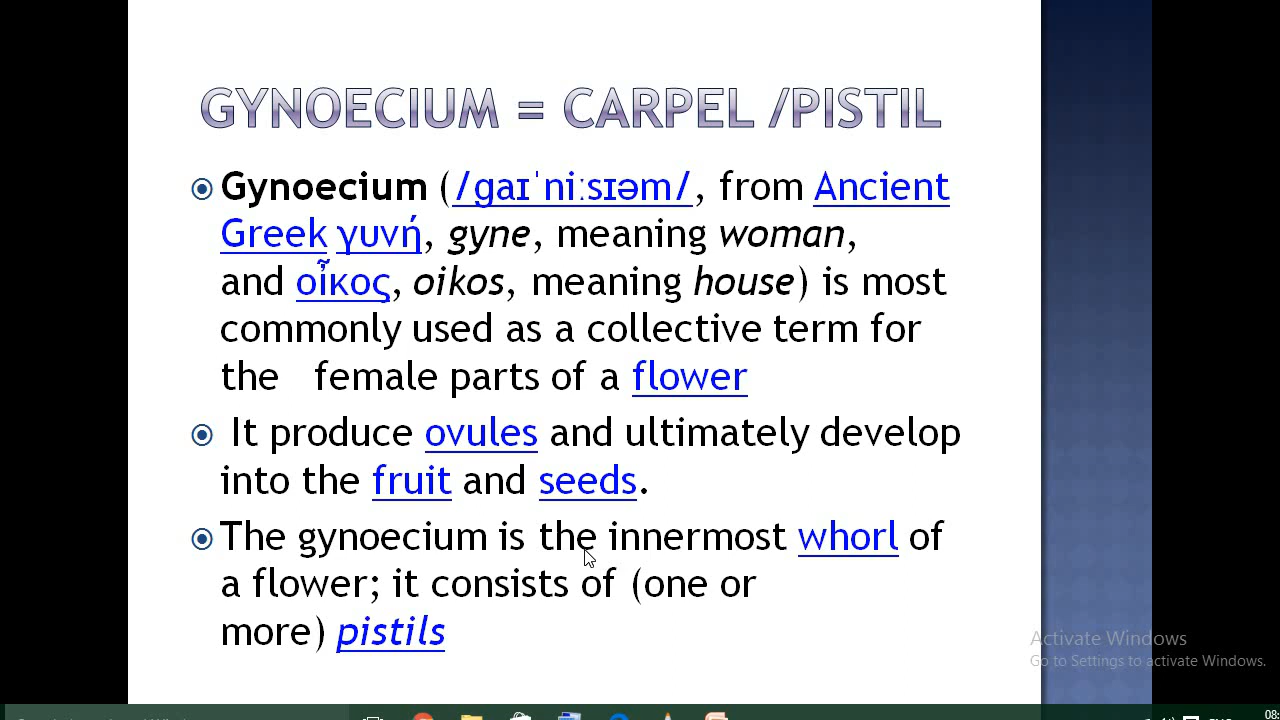 GYNOECIUM = CARPEL /PISTIL
Gynoecium (/ɡaɪˈniːsɪəm/, from Ancient
Greek γυνή, gyne, meaning woman,
and οἶκος, oikos, meaning house) is most
commonly used as a collective term for
the female parts of a flower
It produce ovules and ultimately develop
into the fruit and seeds.
The gynoecium is the innermost whorl of
a flower; it consists of (one or
more) pistils
Activate Windows
Go to Settings to activate Windows.
08: